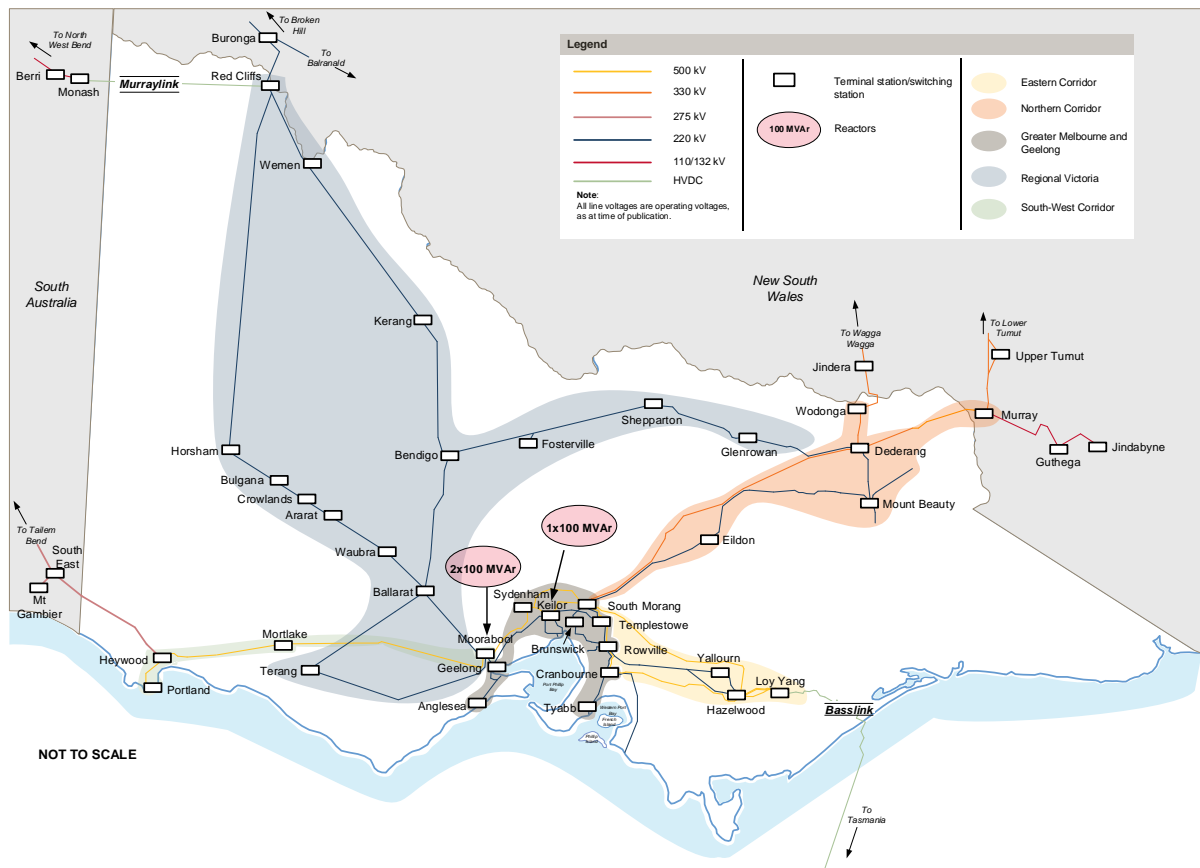 To Broken
Hill
To North
West Bend
Buronga
To
Balranald
Berri
Monash
Murraylink
Red Cliffs
Wemen
Legend
500 kV
330 kV
275 kV
220 kV
110/132 kV
HVDC
Note:
All line voltages are operating voltages,
as at time of publication.
Terminal station/switching
station
100 MVAr
Reactors
Eastern Corridor
Northern Corridor
Greater Melbourne and
Geelong
Regional Victoria
South-West Corridor
South
Australia
New South
Wales
Kerang
To Wagga
Wagga
To Lower
Tumut
Jindera
Upper Tumut
Wodonga
Murray
Shepparton
Fosterville
Glenrowan
Dederang
Guthega
Jindabyne
Horsham
Bendigo
Bulgana
Crowlands
Ararat
Mount Beauty
Waubra
Eildon
1x100 MVAr
2x100 MVAr
To Tailem
Bend
South
East
Mt
Gambier
Ballarat
Sydenham
Keilor
South Morang
Templestowe
Mortlake
Moorabool
Brunswick
Rowville
Heywood
Geelong
Cranbourne
Yallourn
Terang
Portland
Port Phillip
Bay
Loy Yang
Anglesea
Tyabb
Western Port
Bay
French
Island
Phillip
Island
Hazelwood
Basslink
NOT TO SCALE
To
Tasmania